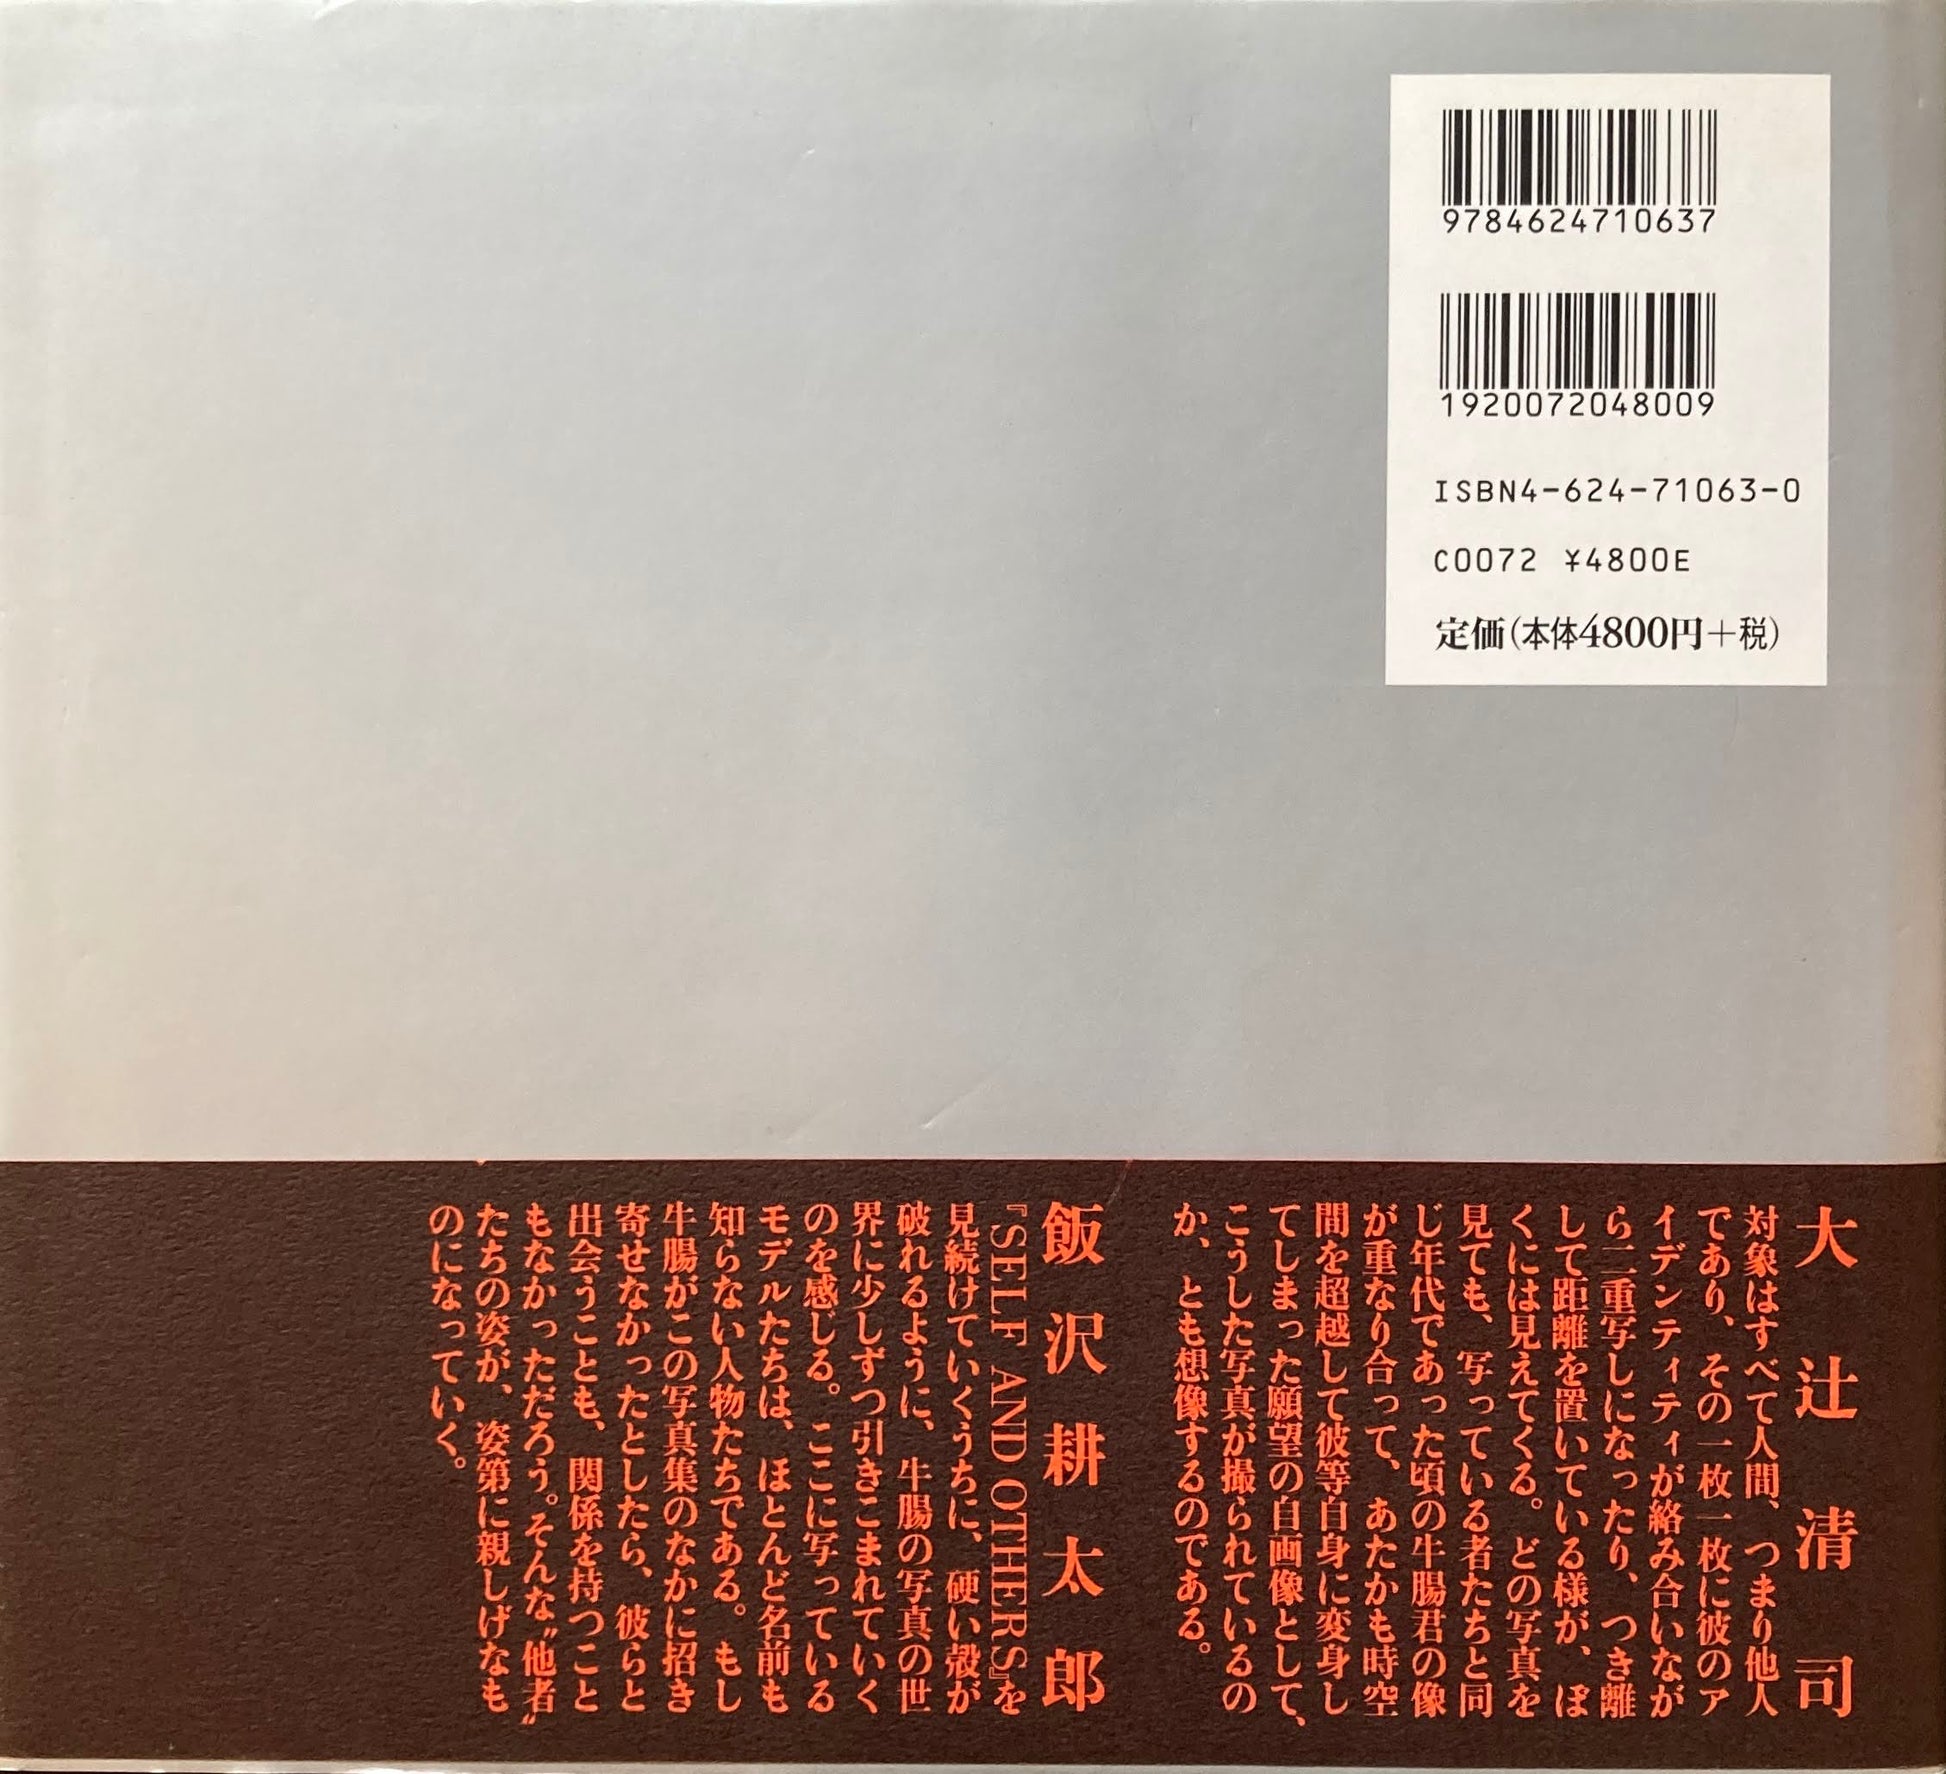 9784624710637
1920072048009
ISBN4-624-71063-0
C0072 ¥4800E
定価(本体4800円+税)
大辻清司
対象はすべて人間、つまり他人
であり、その一枚一枚に彼のア
イデンティティが絡み合いなが
ら二重写しになったり、つき離
して距離を置いている様が、ぼ
くには見えてくる。どの写真を
見ても、写っている者たちと同
じ年代であった頃の牛腸君の像
が重なり合って、あたかも時空
間を超越して彼等自身に変身し
てしまった願望の自画像として、
こうした写真が撮られているの
か、とも想像するのである。
飯沢耕太郎
『SELF AND OTHERS』を
見続けていくうちに、硬い殻が
破れるように、牛腸の写真の世
界に少しずつ引きこまれていく
のを感じる。ここに写っている
モデルたちは、ほとんど名前も
知らない人物たちである。もし
牛腸がこの写真集のなかに招き
寄せなかったとしたら、彼らと
出会うことも、関係を持つこと
もなかっただろう。そんな〝他者〟
たちの姿が、姿第に親しげなも
のになっていく。